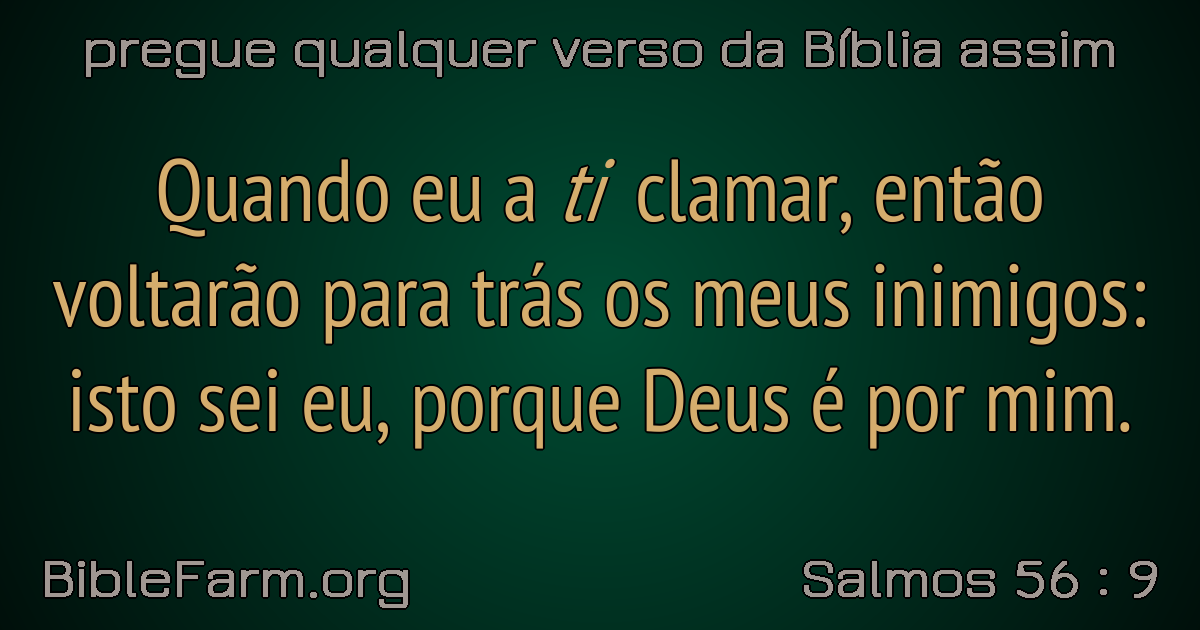 pregue qualquer verso da Bíblia assim
Quando eu a ti clamar, então
voltarão para trás os meus inimigos:
isto sei eu, porque Deus é por mim.
BibleFarm.org
Salmos 56 : 9